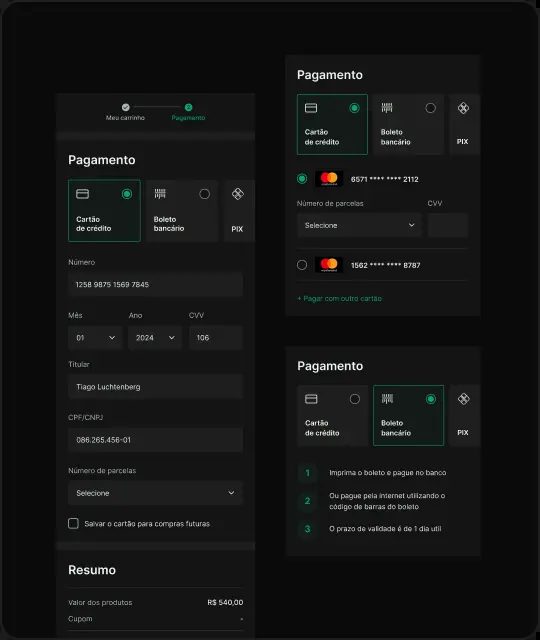 2
Meu carrinho
Pagamento
Pagamento
Cartão
de crédito
Boleto
bancário
PIX
Número
1258 9875 1569 7845
Mês
Ano
CVV
01
2024
106
Titular
Tiago Luchtenberg
CPF/CNPJ
086.265.456-01
Número de parcelas
Selecione
Salvar o cartão para compras futuras
Resumo
Valor dos produtos
R$ 540,00
Cupom
-
Pagamento
Cartão
de crédito
Boleto
bancário
PIX
6571 **** **** 2112
Número de parcelas
CVV
Selecione
1562 **** **** 8787
+ Pagar com outro cartão
Pagamento
Cartão
de crédito
Boleto
bancário
PIX
1 Imprima o boleto e pague no banco
2 Ou pague pela internet utilizando o
código de barras do boleto
3 O prazo de validade é de 1 dia util